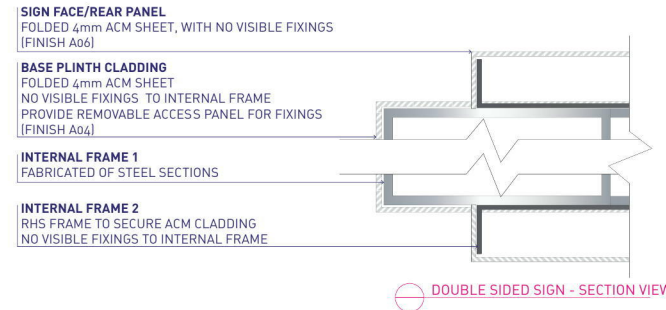 SIGN FACE/REAR PANEL
FOLDED 4mm ACM SHEET, WITH NO VISIBLE FIXINGS
(FINISH A06)
BASE PLINTH CLADDING
FOLDED 4mm ACM SHEET
NO VISIBLE FIXINGS TO INTERNAL FRAME
PROVIDE REMOVABLE ACCESS PANEL FOR FIXINGS
(FINISH A04)
INTERNAL FRAME 1
FABRICATED OF STEEL SECTIONS
INTERNAL FRAME 2
RHS FRAME TO SECURE ACM CLADDING
NO VISIBLE FIXINGS TO INTERNAL FRAME
DOUBLE SIDED SIGN - SECTION VIEW